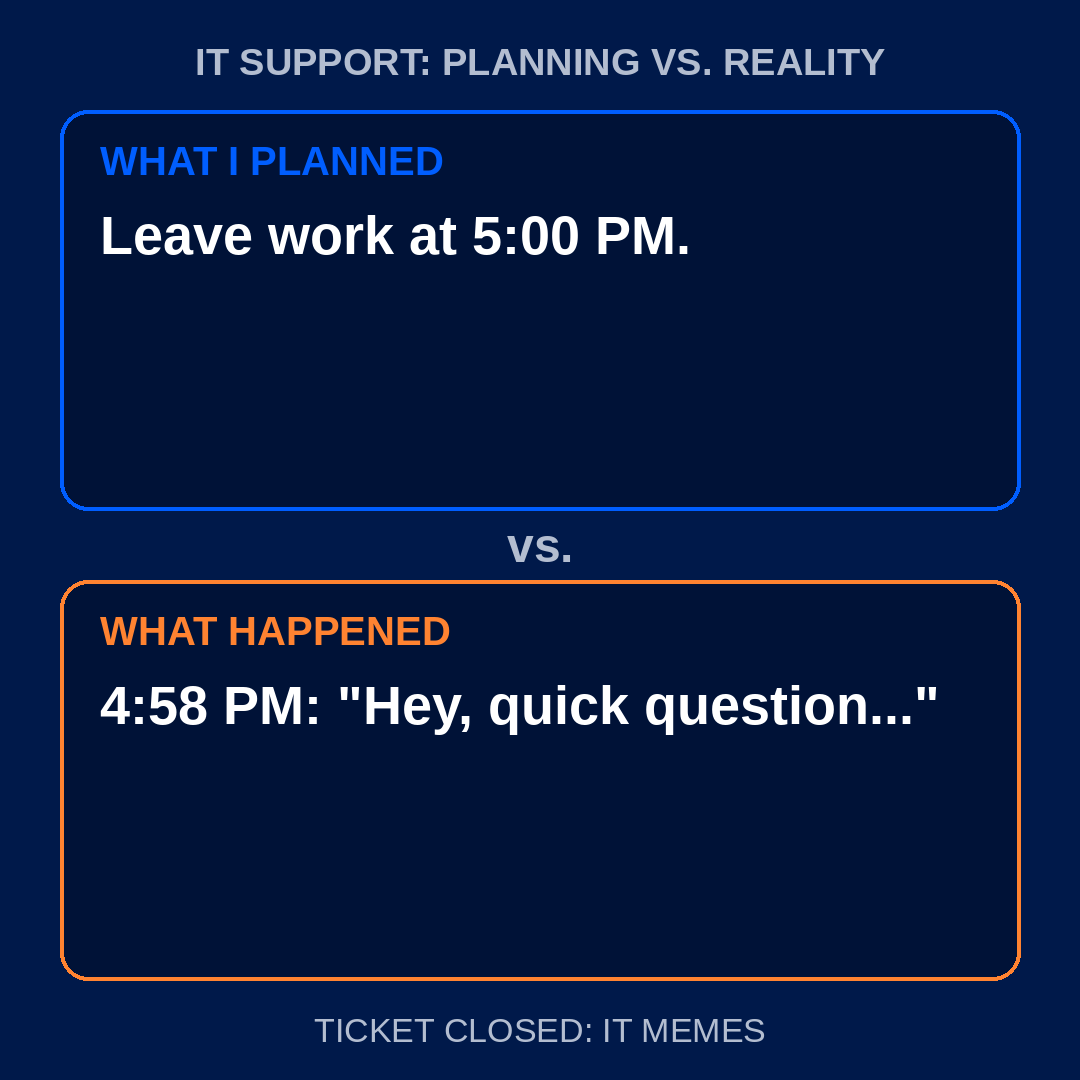 IT SUPPORT: PLANNING VS. REALITY
WHAT I PLANNED
Leave work at 5:00 PM.
vs.
WHAT HAPPENED
4:58 PM: "Hey, quick question..."
TICKET CLOSED: IT MEMES